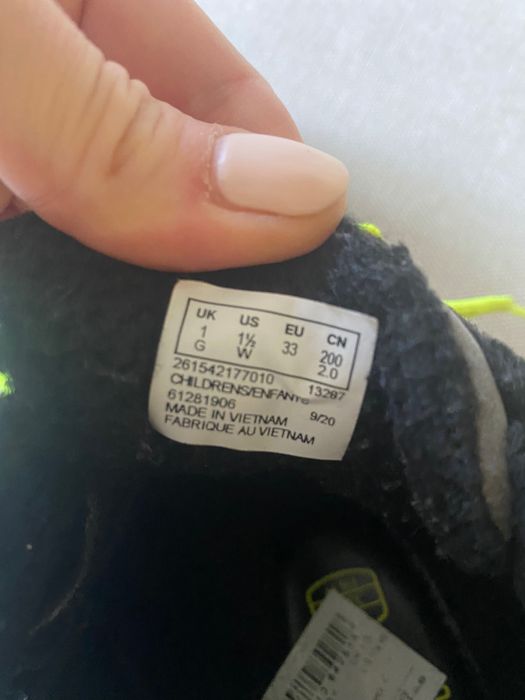 UK US EU CN
1 1½ 33 200
G W 2.0
261542177010 13287
CHILDRENS/ENFANTS
61281906 9/20
MADE IN VIETNAM
FABRIQUE AU VIETNAM